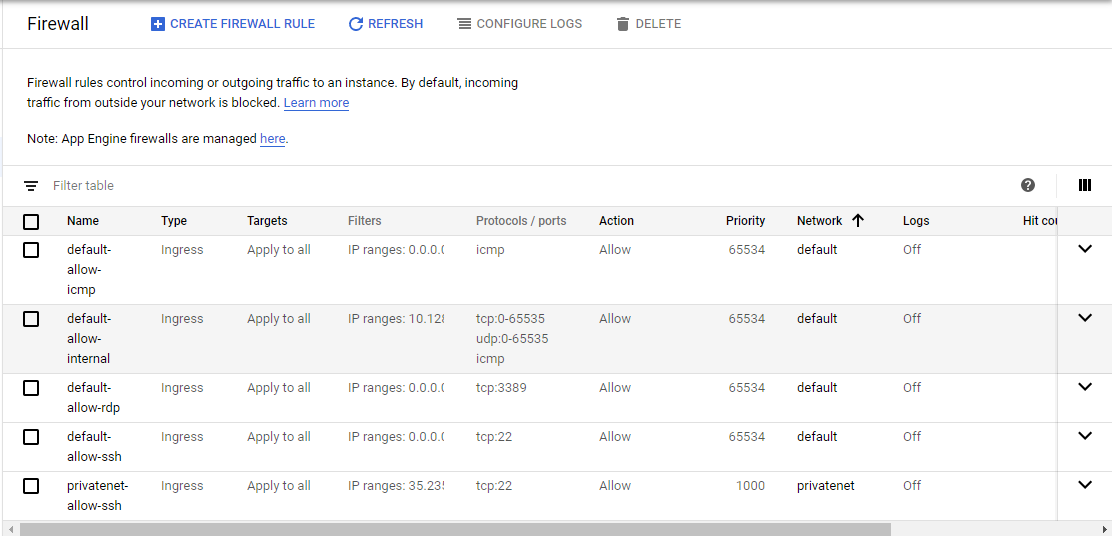 Firewall
CREATE FIREWALL RULE
REFRESH
CONFIGURE LOGS
DELETE
Firewall rules control incoming or outgoing traffic to an instance. By default, incoming
traffic from outside your network is blocked. Learn more
Note: App Engine firewalls are managed here.
Filter table
Name Type Targets Filters Protocols / ports Action Priority Network Logs Hit
default- Ingress Apply to all IP ranges: 0.0.0. icmp Allow 65534 default Off
allow-
icmp
default- Ingress Apply to all IP ranges: 10.128 tcp:0-65535 Allow 65534 default Off
allow- udp:0-65535
internal icmp
default- Ingress Apply to all IP ranges: 0.0.0. tcp:3389 Allow 65534 default Off
allow-rdp
default- Ingress Apply to all IP ranges: 0.0.0. tcp:22 Allow 65534 default Off
allow-ssh
privatenet- Ingress Apply to all IP ranges: 35.235 tcp:22 Allow 1000 privatenet Off
allow-ssh